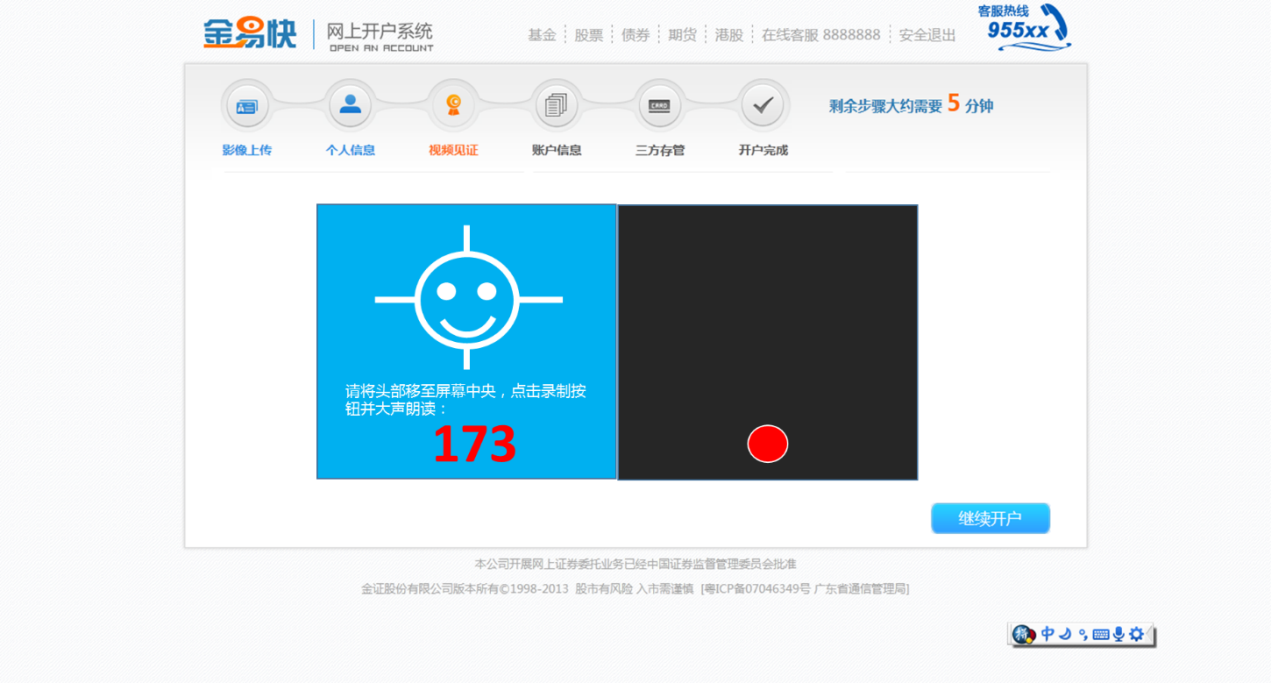 金易快 网上开户系统
OPEN AN ACCOUNT
基金 股票 债券 期货 港股 在线客服 8888888 安全退出
客服热线
955xx
影像上传 个人信息 视频见证 账户信息 三方存管 开户完成
剩余步骤大约需要 5 分钟
请将头部移至屏幕中央，点击录制按
钮并大声朗读：
173
继续开户
本公司开展网上证券委托业务已经中国证券监督管理委员会批准
金证股份有限公司版本所有©1998-2013 股市有风险 入市需谨慎 [粤ICP备07046349号 广东省通信管理局]
中